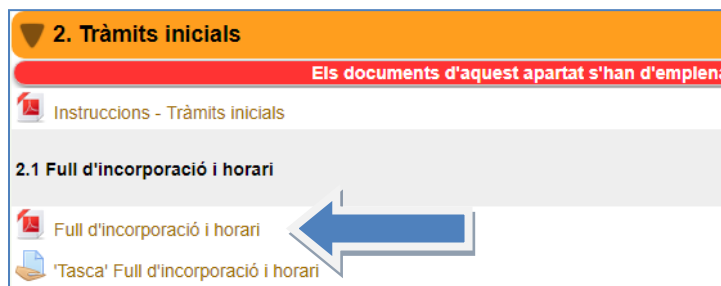 2. Tràmits inicials
Els documents d'aquest apartat s'han d'emplena
Instruccions - Tràmits inicials
2.1 Full d'incorporació i horari
Full d'incorporació i horari
'Tasca' Full d'incorporació i horari